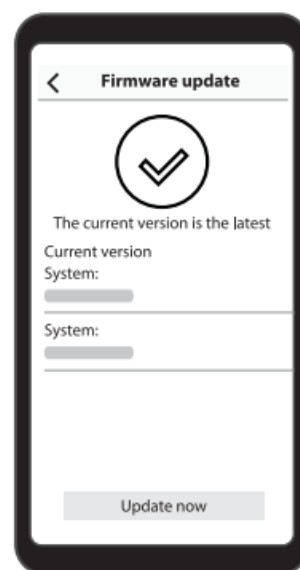 Firmware update
The current version is the latest
Current version
System:
System:
Update now